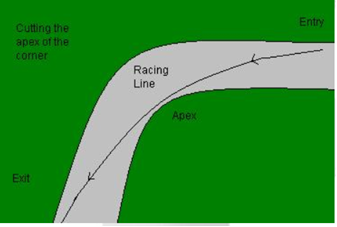 Cutting the
apex of the
corner
Entry
Racing
Line
Apex
Exit